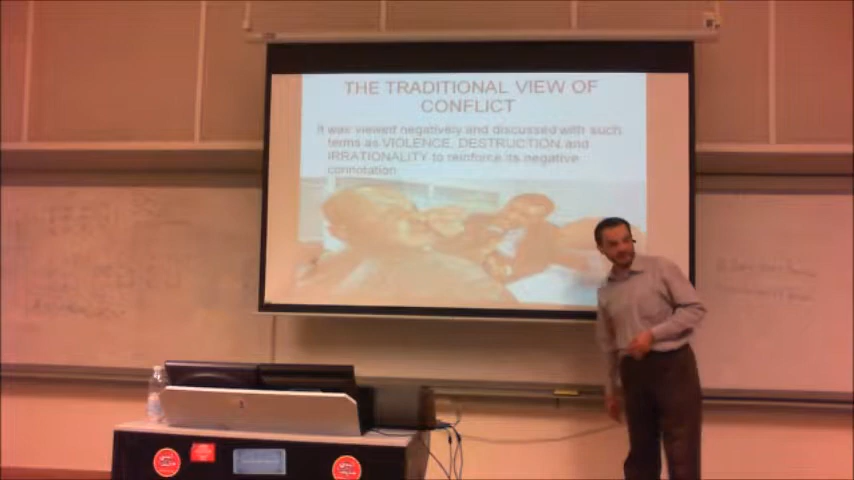 THE TRADITIONAL VIEW OF
CONFLICT
It was viewed negatively and discussed with such
terms as VIOLENCE, DESTRUCTION and
IRRATIONALITY to reinforce its negative
connotation